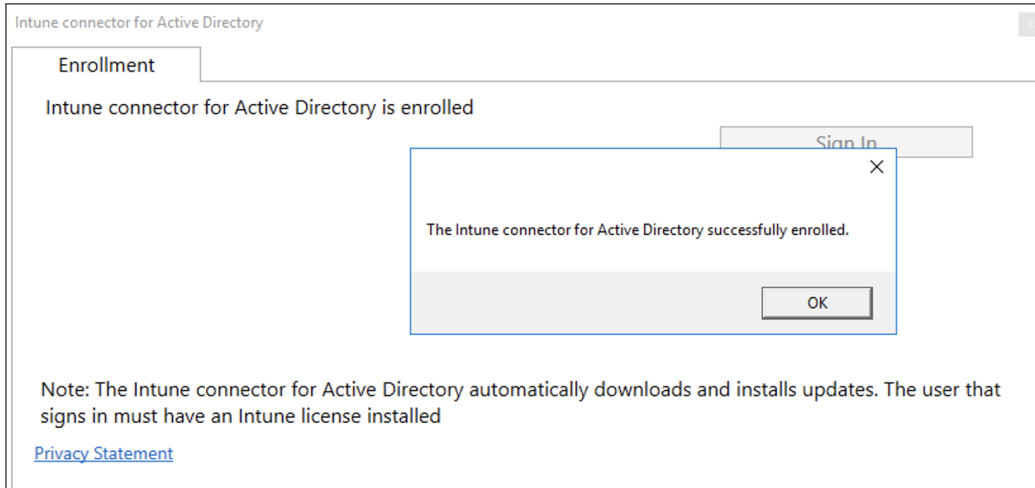 Intune connector for Active Directory
Enrollment
Intune connector for Active Directory is enrolled
Sign In
The Intune connector for Active Directory successfully enrolled.
OK
Note: The Intune connector for Active Directory automatically downloads and installs updates. The user that
signs in must have an Intune license installed
Privacy Statement